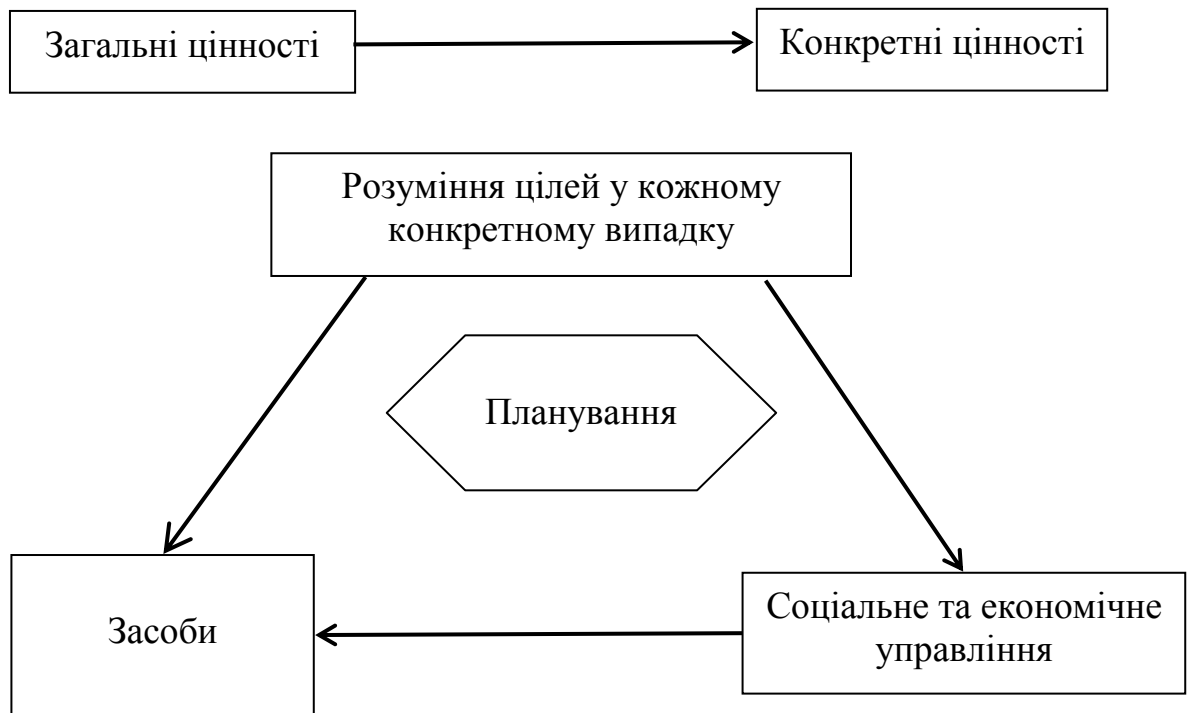 Загальні цінності
Конкретні цінності
Розуміння цілей у кожному
конкретному випадку
Планування
Засоби
Соціальне та економічне
управління